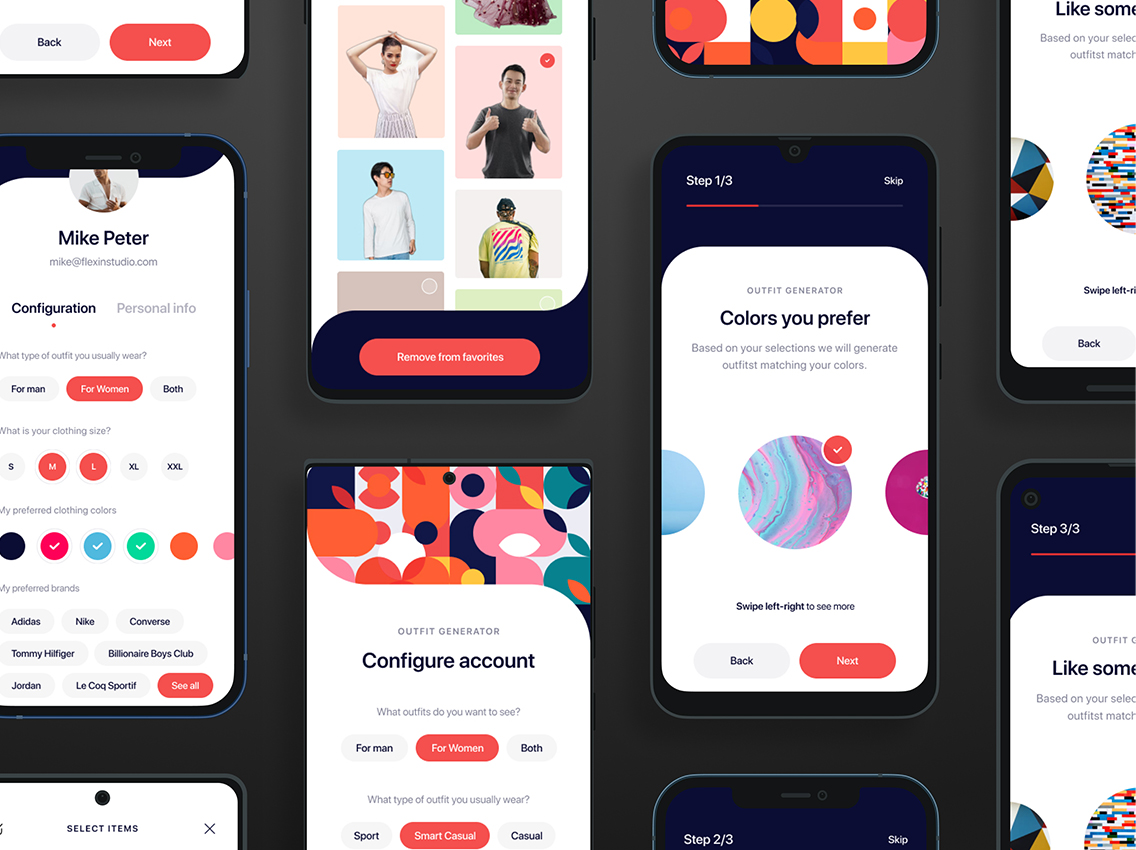 Back
Next
Mike Peter
mike@flexinstudio.com
Configuration
Personal info
What type of outfit you usually wear?
For man
For Women
Both
What is your clothing size?
S
M
L
XL
XXL
My preferred clothing colors
My preferred brands
Adidas
Nike
Converse
Tommy Hilfiger
Billionaire Boys Club
Jordan
Le Coq Sportif
See all
SELECT ITEMS
Remove from favorites
OUTFIT GENERATOR
Configure account
What outfits do you want to see?
For man
For Women
Both
What type of outfit you usually wear?
Sport
Smart Casual
Casual
Step 1/3
Skip
OUTFIT GENERATOR
Colors you prefer
Based on your selections we will generate
outfitst matching your colors.
Swipe left-right to see more
Back
Next
Step 2/3
Skip
Like some
Based on your selec
outfitst match
Swipe left-ri
Back
Step 3/3
OUTFIT G
Like some
Based on your selec
outfitst match